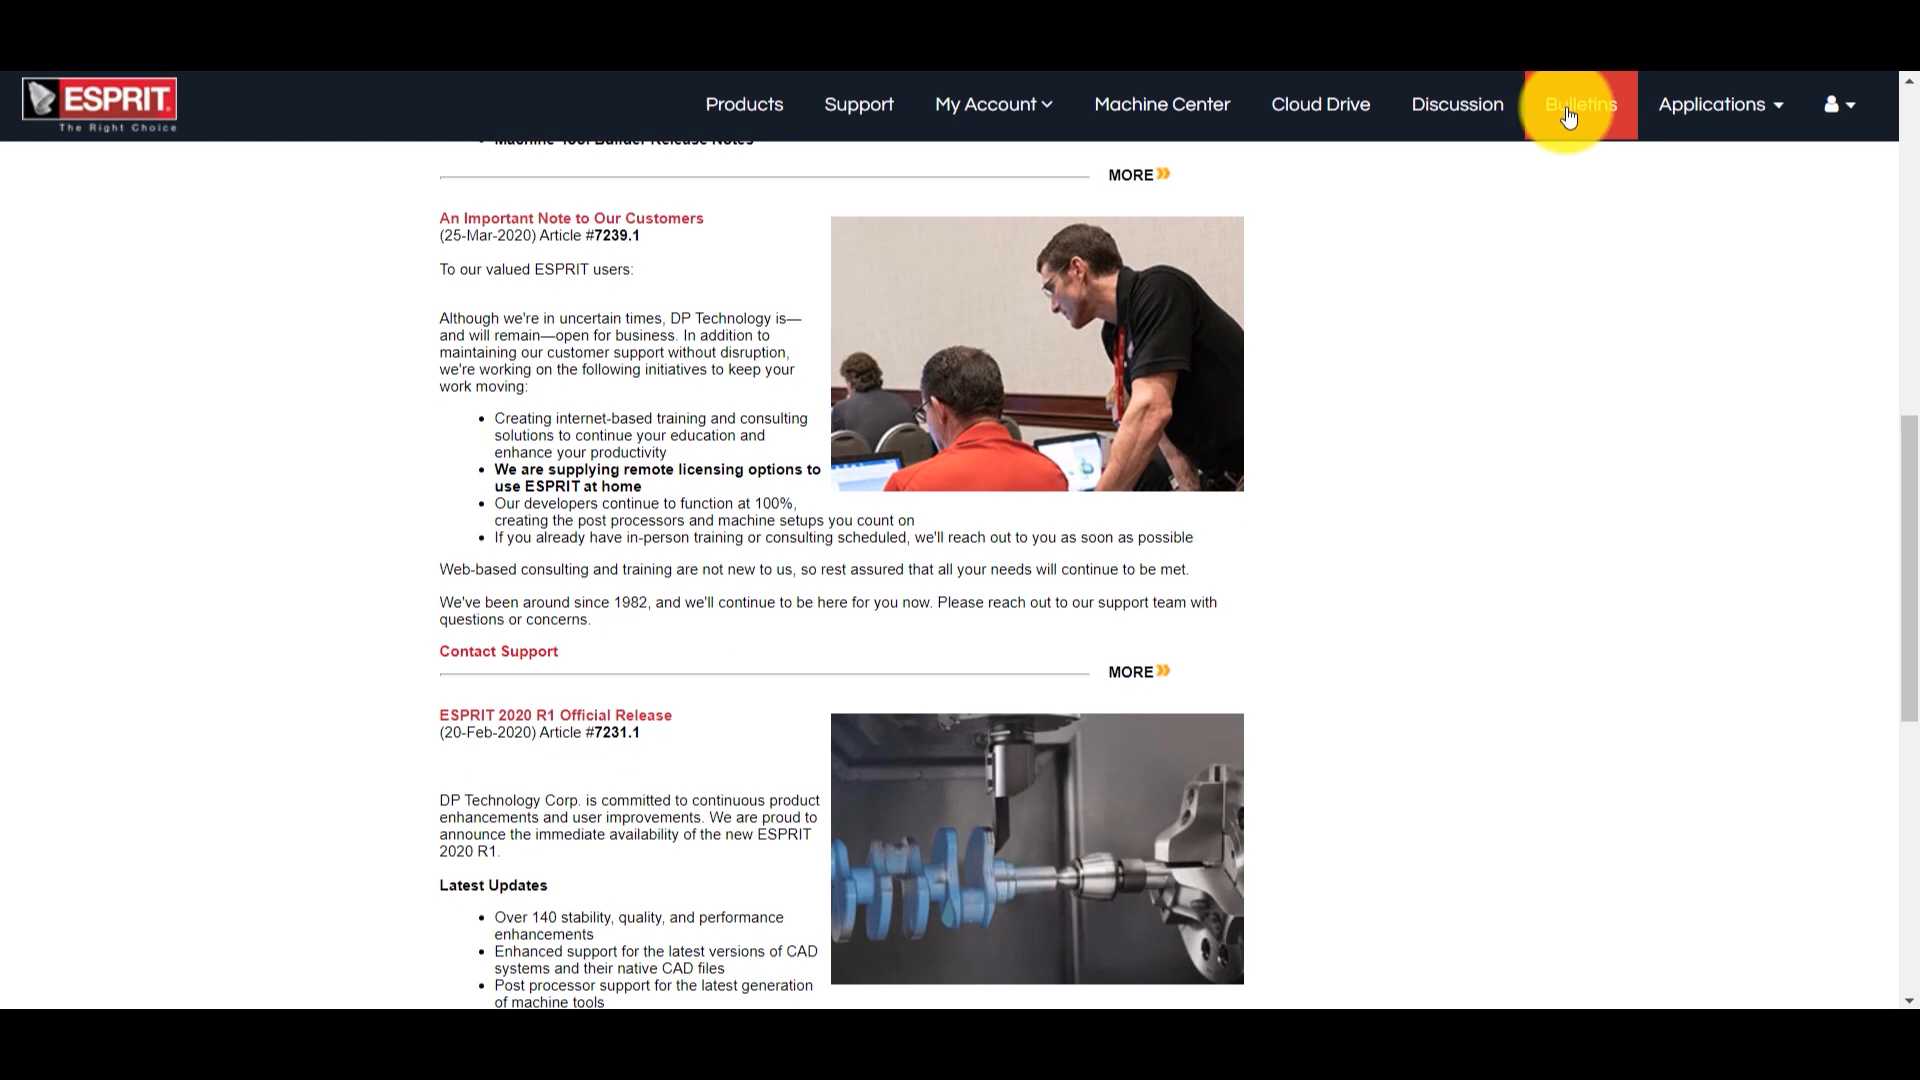 ESPRIT
The Right Choice
Products Support My Account Machine Center Cloud Drive Discussion Bulletins Applications
Machine Tool Builder Release Notes
MORE
An Important Note to Our Customers
(25-Mar-2020) Article #7239.1
To our valued ESPRIT users:
Although we're in uncertain times, DP Technology is—
and will remain—open for business. In addition to
maintaining our customer support without disruption,
we're working on the following initiatives to keep your
work moving:
• Creating internet-based training and consulting
solutions to continue your education and
enhance your productivity
• We are supplying remote licensing options to
use ESPRIT at home
• Our developers continue to function at 100%,
creating the post processors and machine setups you count on
• If you already have in-person training or consulting scheduled, we'll reach out to you as soon as possible
Web-based consulting and training are not new to us, so rest assured that all your needs will continue to be met.
We've been around since 1982, and we'll continue to be here for you now. Please reach out to our support team with
questions or concerns.
Contact Support
MORE
ESPRIT 2020 R1 Official Release
(20-Feb-2020) Article #7231.1
DP Technology Corp. is committed to continuous product
enhancements and user improvements. We are proud to
announce the immediate availability of the new ESPRIT
2020 R1.
Latest Updates
• Over 140 stability, quality, and performance
enhancements
• Enhanced support for the latest versions of CAD
systems and their native CAD files
• Post processor support for the latest generation
of machine tools